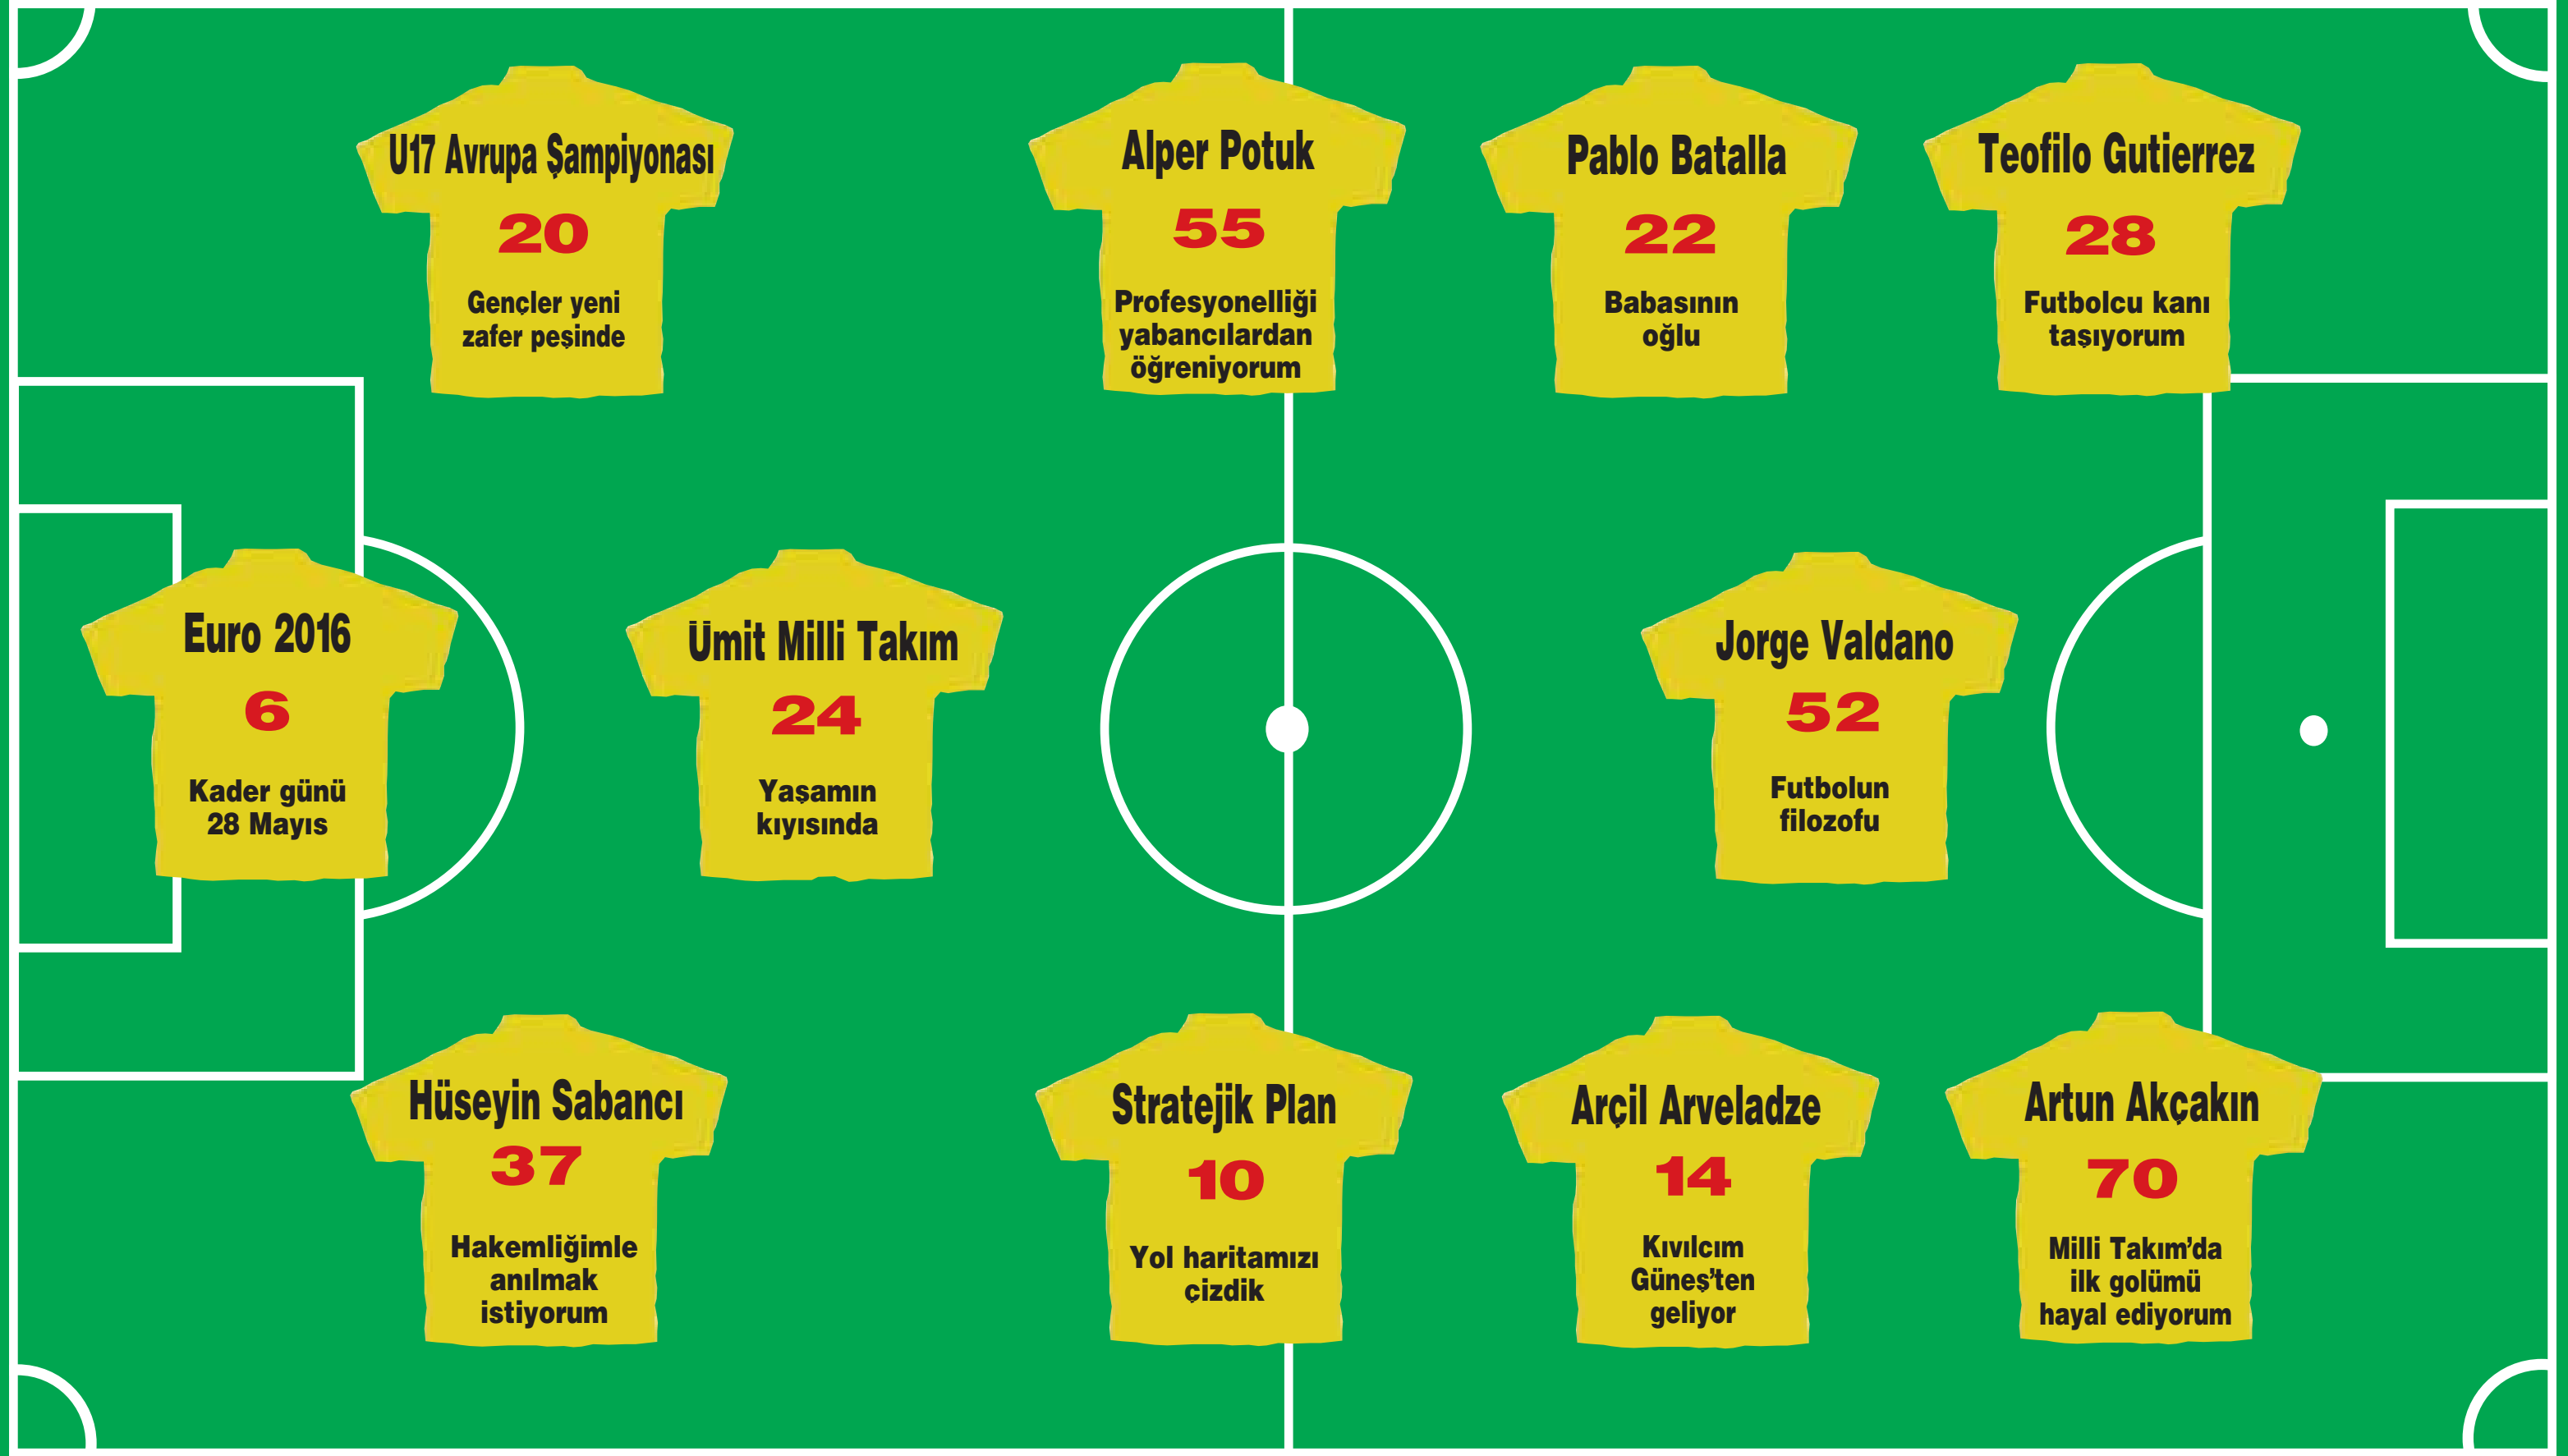 U17 Avrupa Şampiyonası
20
Gençler yeni
zafer peşinde
Alper Potuk
55
Profesyonelliği
yabancılardan
öğreniyorum
Pablo Batalla
22
Babasının
oğlu
Teofilo Gutierrez
28
Futbolcu kanı
taşıyorum
Euro 2016
6
Kader günü
28 Mayıs
Ümit Milli Takım
24
Yaşamın
kıyısında
Jorge Valdano
52
Futbolun
filozofu
Hüseyin Sabancı
37
Hakemliğimle
anılmak
istiyorum
Stratejik Plan
10
Yol haritamızı
çizdik
Arçil Arveladze
14
Kıvılcım
Güneş’ten
geliyor
Artun Akçakın
70
Milli Takım’da
ilk golümü
hayal ediyorum